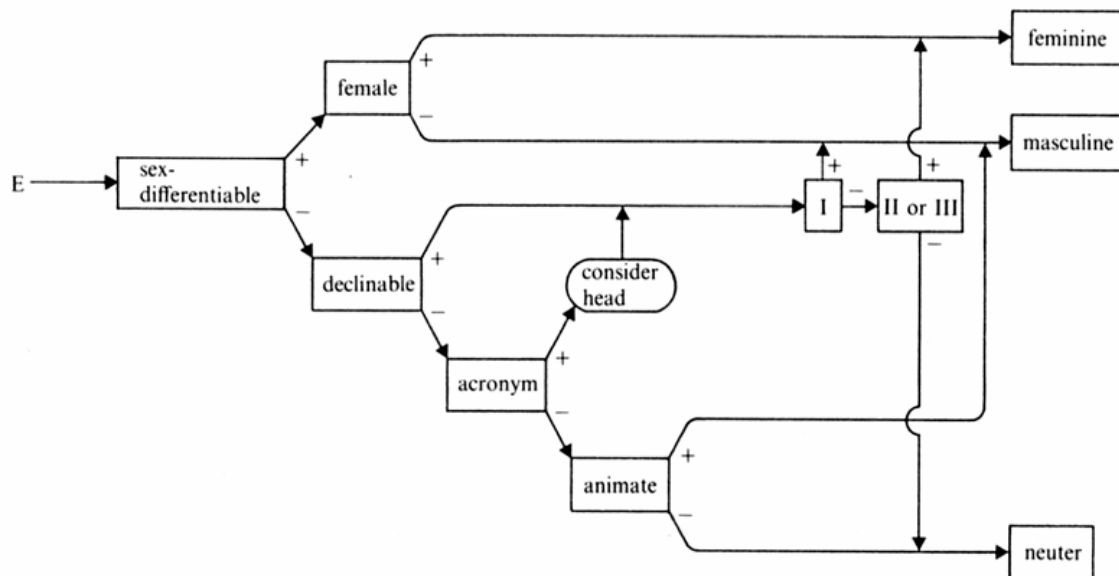 feminine
+
female
−
masculine
+
+
+
E
sex-
differentiable
−
I
−
II or III
−
+
consider
head
declinable
−
+
acronym
−
+
animate
−
neuter